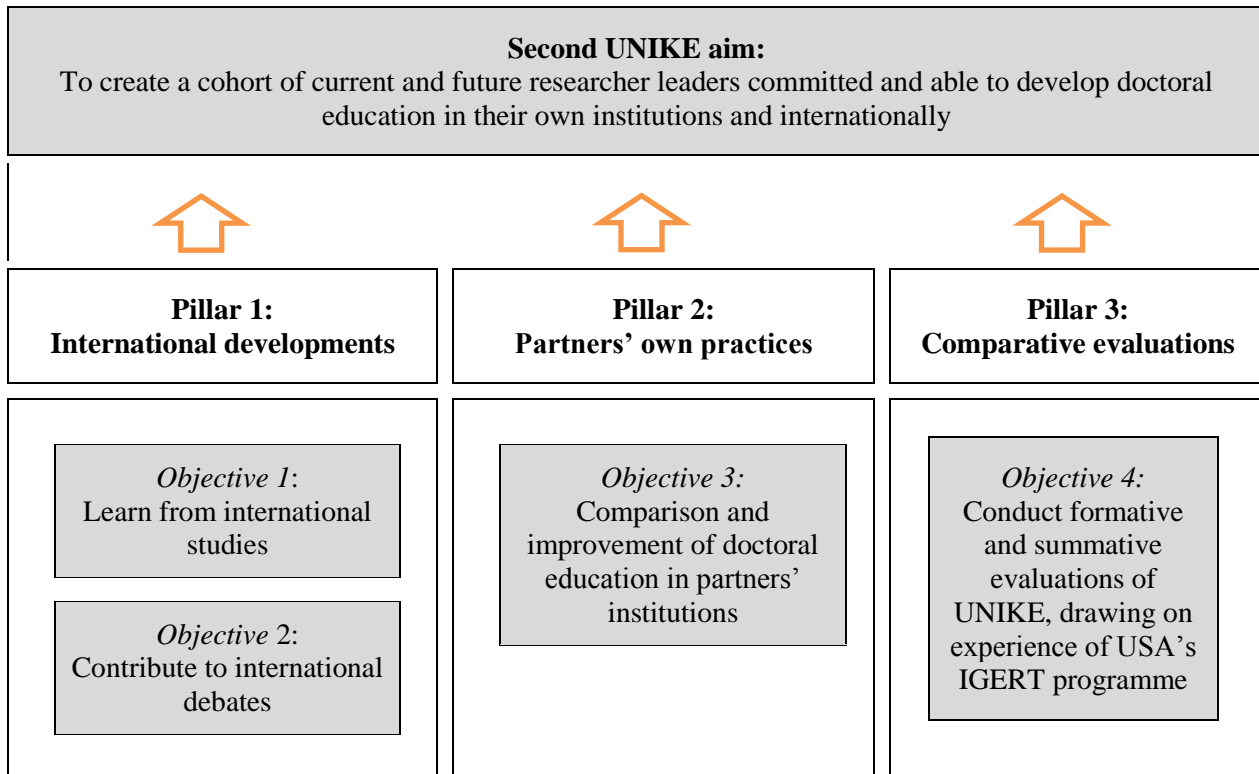 Second UNIKE aim:
To create a cohort of current and future researcher leaders committed and able to develop doctoral
education in their own institutions and internationally
Pillar 1:
International developments
Pillar 2:
Partners’ own practices
Pillar 3:
Comparative evaluations
Objective 1:
Learn from international
studies
Objective 2:
Contribute to international
debates
Objective 3:
Comparison and
improvement of doctoral
education in partners’
institutions
Objective 4:
Conduct formative
and summative
evaluations of
UNIKE, drawing on
experience of USA’s
IGERT programme